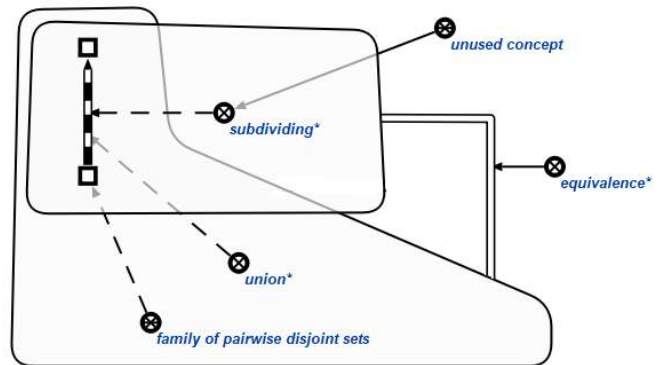 unused concept
subdividing*
equivalence*
union*
family of pairwise disjoint sets